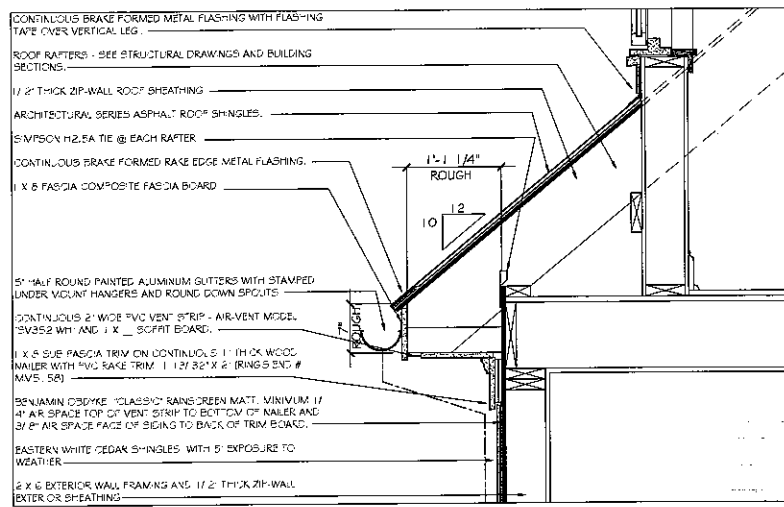 CONTINUOUS BRAKE FORMED METAL FLASHING WITH FLASHING
TAPE OVER VERTICAL LEG.
ROOF RAFTERS - SEE STRUCTURAL DRAWINGS AND BUILDING
SECTIONS.
1/2" THICK ZIP-WALL ROOF SHEATHING
ARCHITECTURAL SERIES ASPHALT ROOF SHINGLES.
SIMPSON H2.5A TIE @ EACH RAFTER
CONTINUOUS BRAKE FORMED RAKE EDGE METAL FLASHING.
1 X 8 FASCIA COMPOSITE FASCIA BOARD
1'-1 1/4"
ROUGH
12
10
5" HALF ROUND PAINTED ALUMINUM GUTTERS WITH STAMPED
UNDER MOUNT HANGERS AND ROUND DOWN SPOUTS
7"
ROUGH
CONTINUOUS 2" WIDE PVC VENT STRIP - AIR-VENT MODEL
"SV352 WH" AND 1 X __ SOFFIT BOARD.
1 X 8 SUB FASCIA TRIM ON CONTINUOUS 1" THICK WOOD
NAILER WITH PVC RAKE TRIM 1 13/32" X 2" (RINGS END #
MVS. 58)
BENJAMIN OBDYKE "CLASSIC" RAINSCREEN MATT. MINIMUM 1/
4" AIR SPACE TOP OF VENT STRIP TO BOTTOM OF NAILER AND
3/8" AIR SPACE FACE OF SIDING TO BACK OF TRIM BOARD.
EASTERN WHITE CEDAR SHINGLES WITH 5" EXPOSURE TO
WEATHER
2 X 6 EXTERIOR WALL FRAMING AND 1/2" THICK ZIP-WALL
EXTERIOR SHEATHING